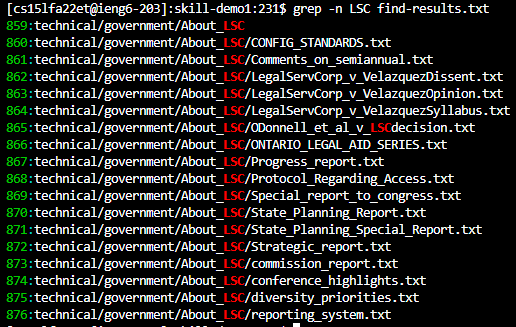 [cs15lfa22et@ieng6-203]:skill-demo1:231$ grep -n LSC find-results.txt
859:technical/government/About_LSC
860:technical/government/About_LSC/CONFIG_STANDARDS.txt
861:technical/government/About_LSC/Comments_on_semiannual.txt
862:technical/government/About_LSC/LegalServCorp_v_VelazquezDissent.txt
863:technical/government/About_LSC/LegalServCorp_v_VelazquezOpinion.txt
864:technical/government/About_LSC/LegalServCorp_v_VelazquezSyllabus.txt
865:technical/government/About_LSC/ODonnell_et_al_v_LSCdecision.txt
866:technical/government/About_LSC/ONTARIO_LEGAL_AID_SERIES.txt
867:technical/government/About_LSC/Progress_report.txt
868:technical/government/About_LSC/Protocol_Regarding_Access.txt
869:technical/government/About_LSC/Special_report_to_congress.txt
870:technical/government/About_LSC/State_Planning_Report.txt
871:technical/government/About_LSC/State_Planning_Special_Report.txt
872:technical/government/About_LSC/Strategic_report.txt
873:technical/government/About_LSC/commission_report.txt
874:technical/government/About_LSC/conference_highlights.txt
875:technical/government/About_LSC/diversity_priorities.txt
876:technical/government/About_LSC/reporting_system.txt